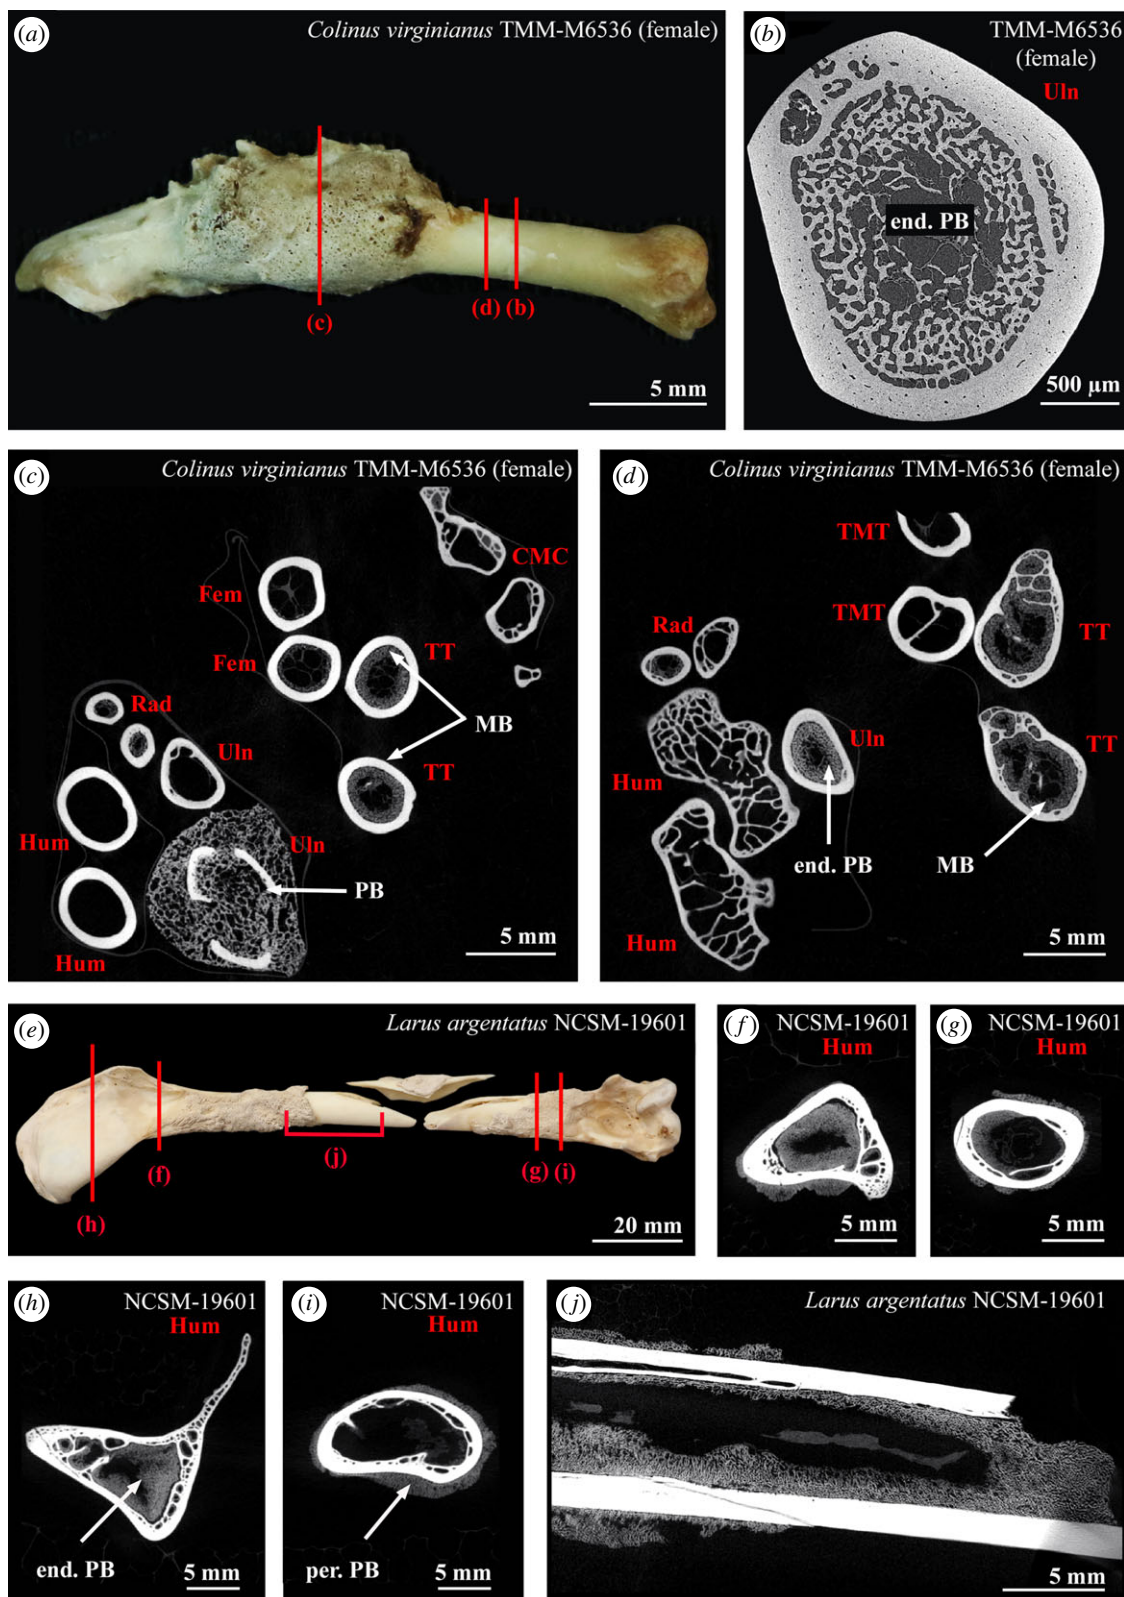 (a)
Colinus virginianus TMM-M6536 (female)
(c)
(d)
(b)
5 mm
(b)
TMM-M6536
(female)
Uln
end. PB
500 µm
(c)
Colinus virginianus TMM-M6536 (female)
CMC
Fem
Fem
TT
Rad
Uln
MB
TT
Hum
Uln
PB
Hum
5 mm
(d)
Colinus virginianus TMM-M6536 (female)
TMT
TMT
Rad
TT
Uln
TT
Hum
end. PB
MB
Hum
5 mm
(e)
Larus argentatus NCSM-19601
(f)
(j)
(g)
(i)
(h)
20 mm
(f)
NCSM-19601
Hum
5 mm
(g)
NCSM-19601
Hum
5 mm
(h)
NCSM-19601
Hum
end. PB
5 mm
(i)
NCSM-19601
Hum
per. PB
5 mm
(j)
Larus argentatus NCSM-19601
5 mm